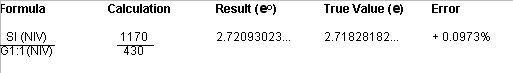 Formula Calculation Result (eº) True Value (e) Error
SI (NIV) 1170 2.72093023... 2.71828182... + 0.0973%
G1:1(NIV) 430